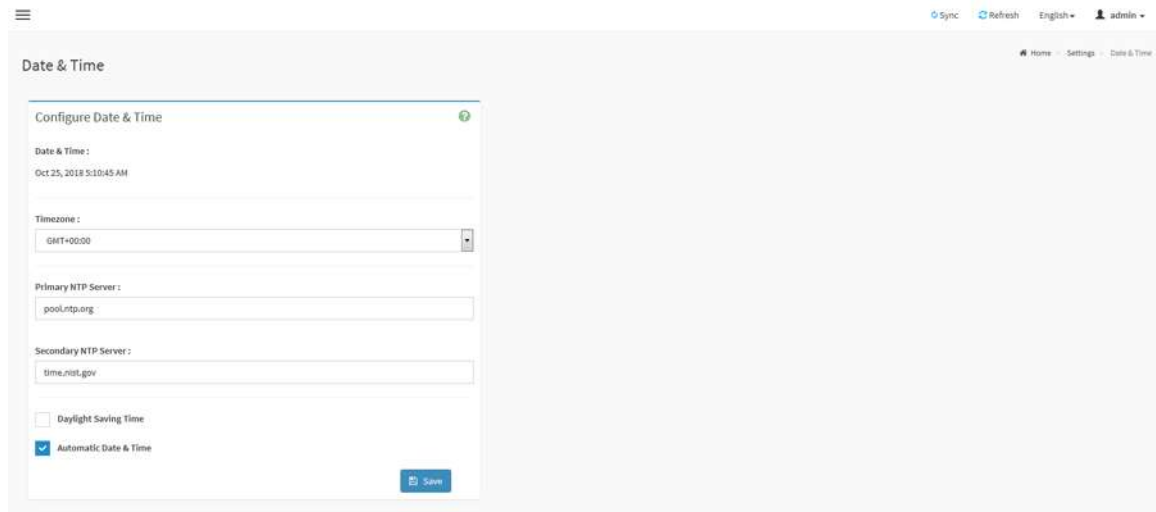 Sync Refresh English admin
Home Settings Date & Time
Date & Time
Configure Date & Time
Date & Time :
Oct 25, 2018 5:10:45 AM
Timezone :
GMT+00:00
Primary NTP Server :
pool.ntp.org
Secondary NTP Server :
time.nist.gov
Daylight Saving Time
Automatic Date & Time
Save